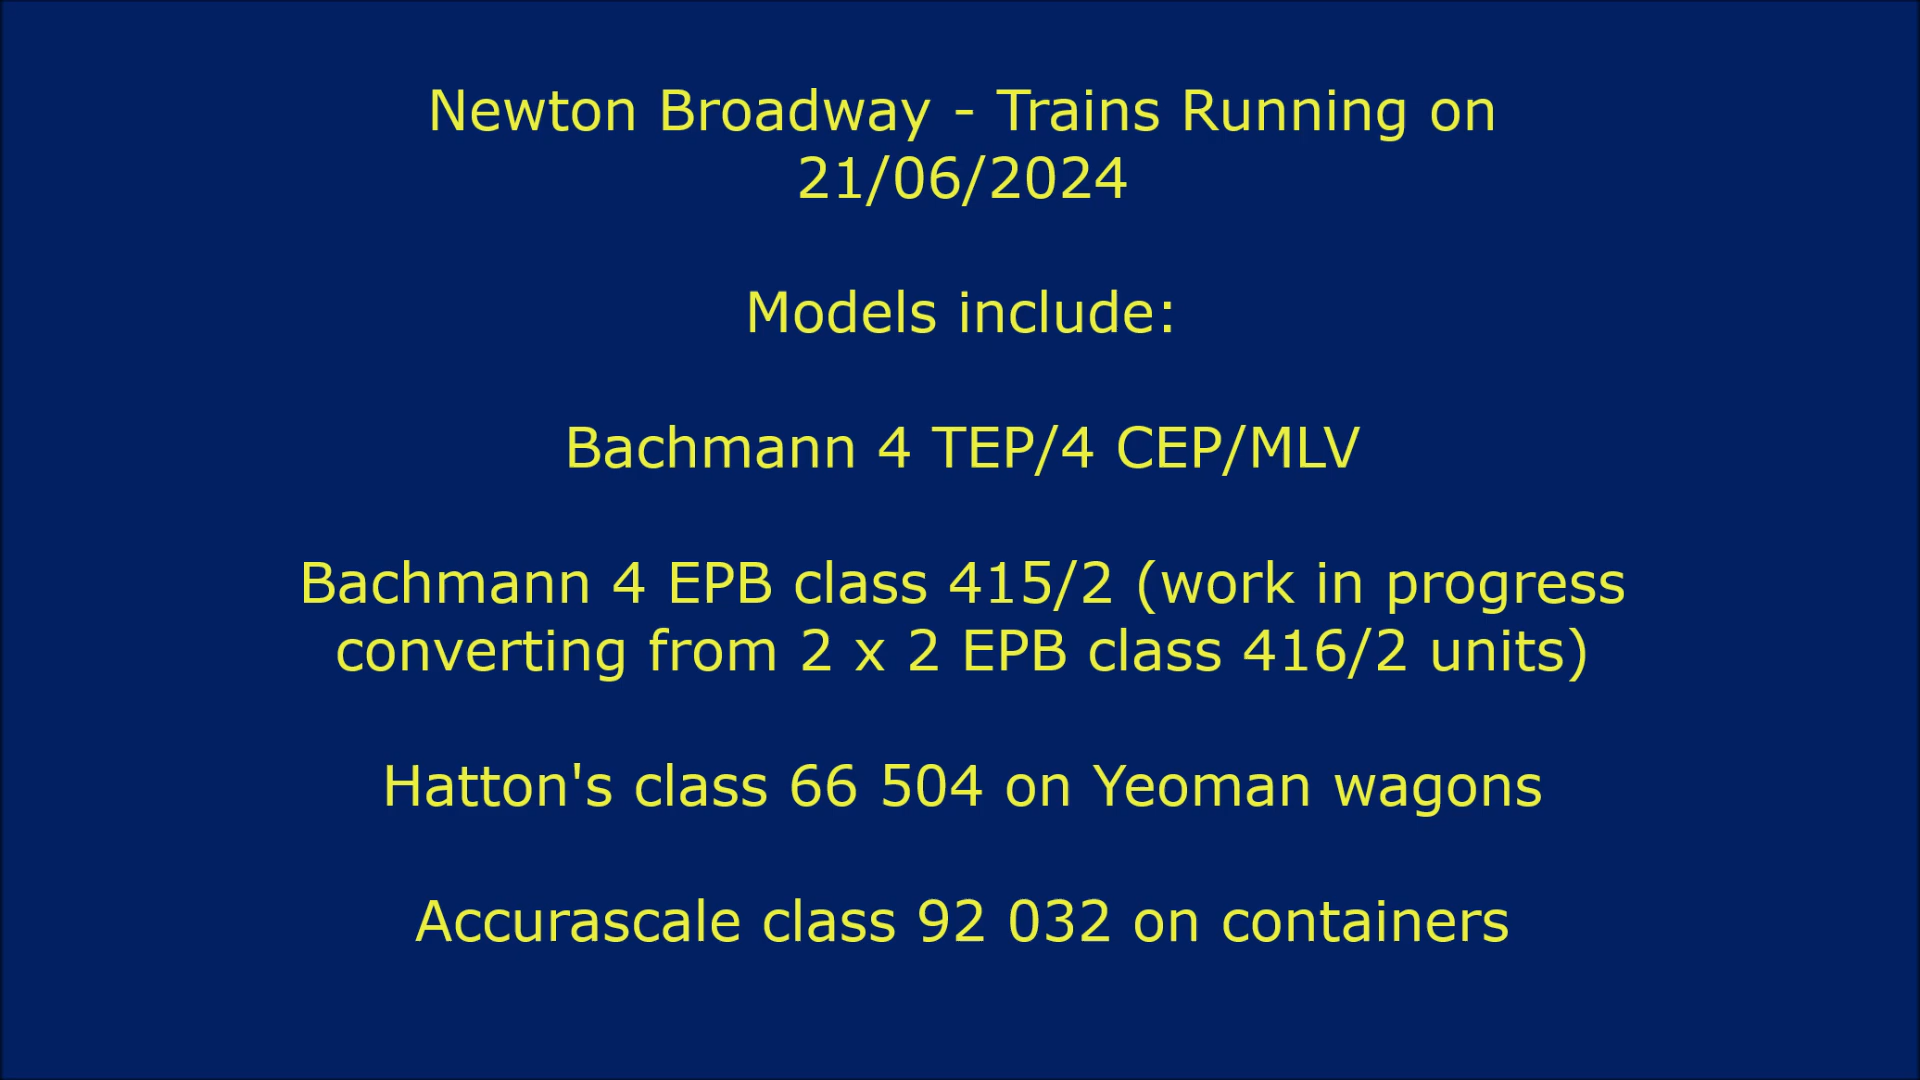 Newton Broadway - Trains Running on
21/06/2024
Models include:
Bachmann 4 TEP/4 CEP/MLV
Bachmann 4 EPB class 415/2 (work in progress
converting from 2 x 2 EPB class 416/2 units)
Hatton's class 66 504 on Yeoman wagons
Accurascale class 92 032 on containers